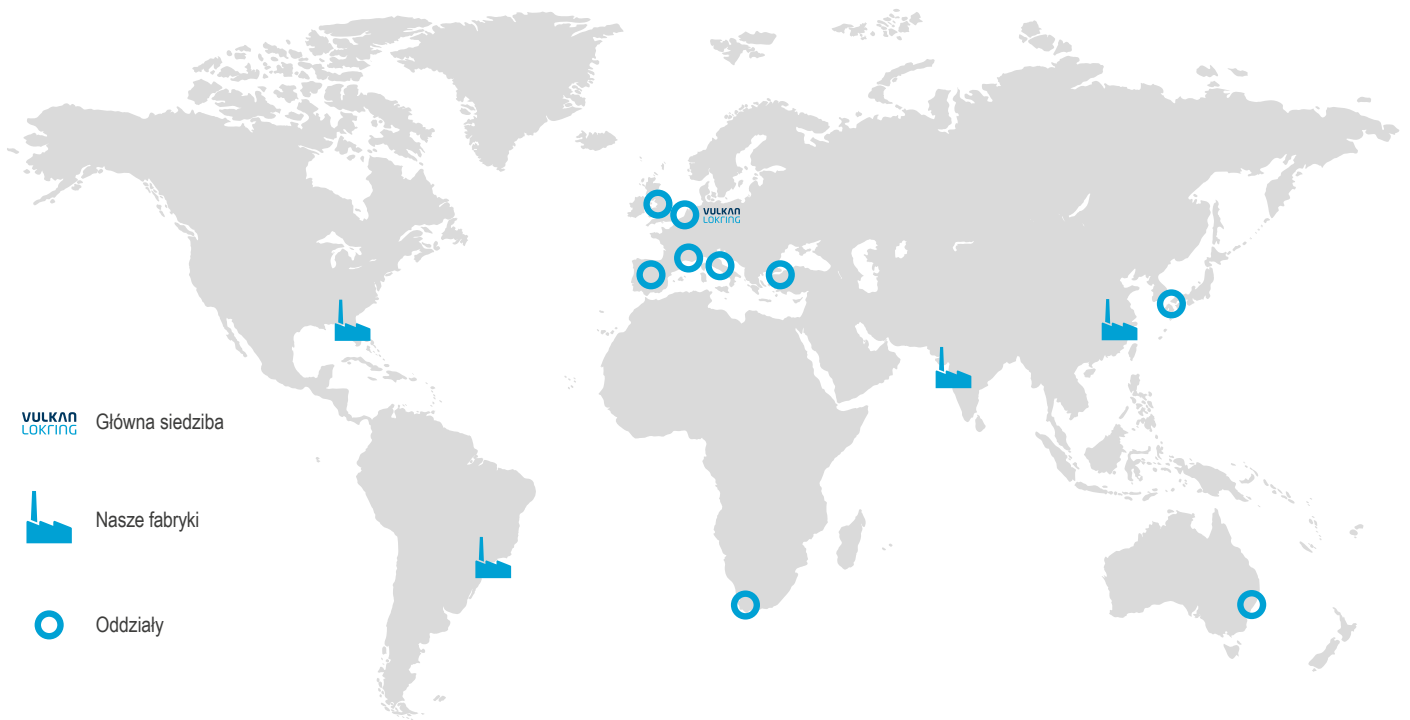 VULKAN
LOKRING
VULKAN
LOKRING
Główna siedziba
Nasze fabryki
Oddziały